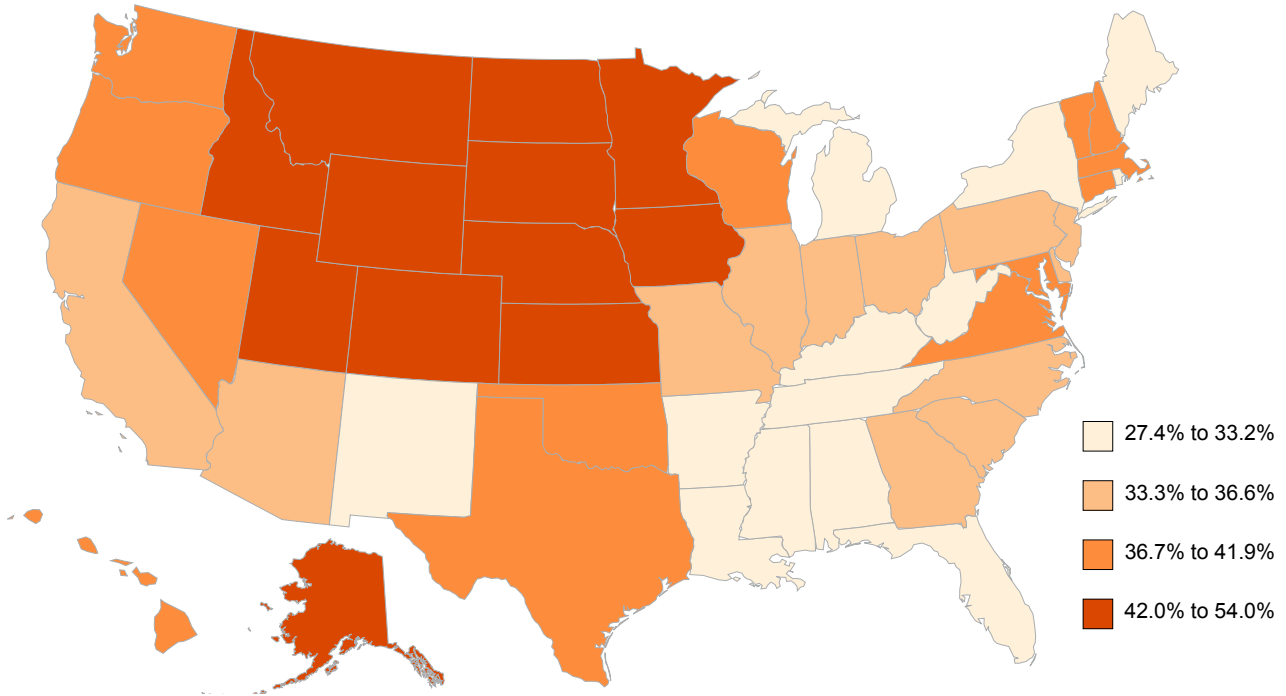 27.4% to 33.2%
33.3% to 36.6%
36.7% to 41.9%
42.0% to 54.0%